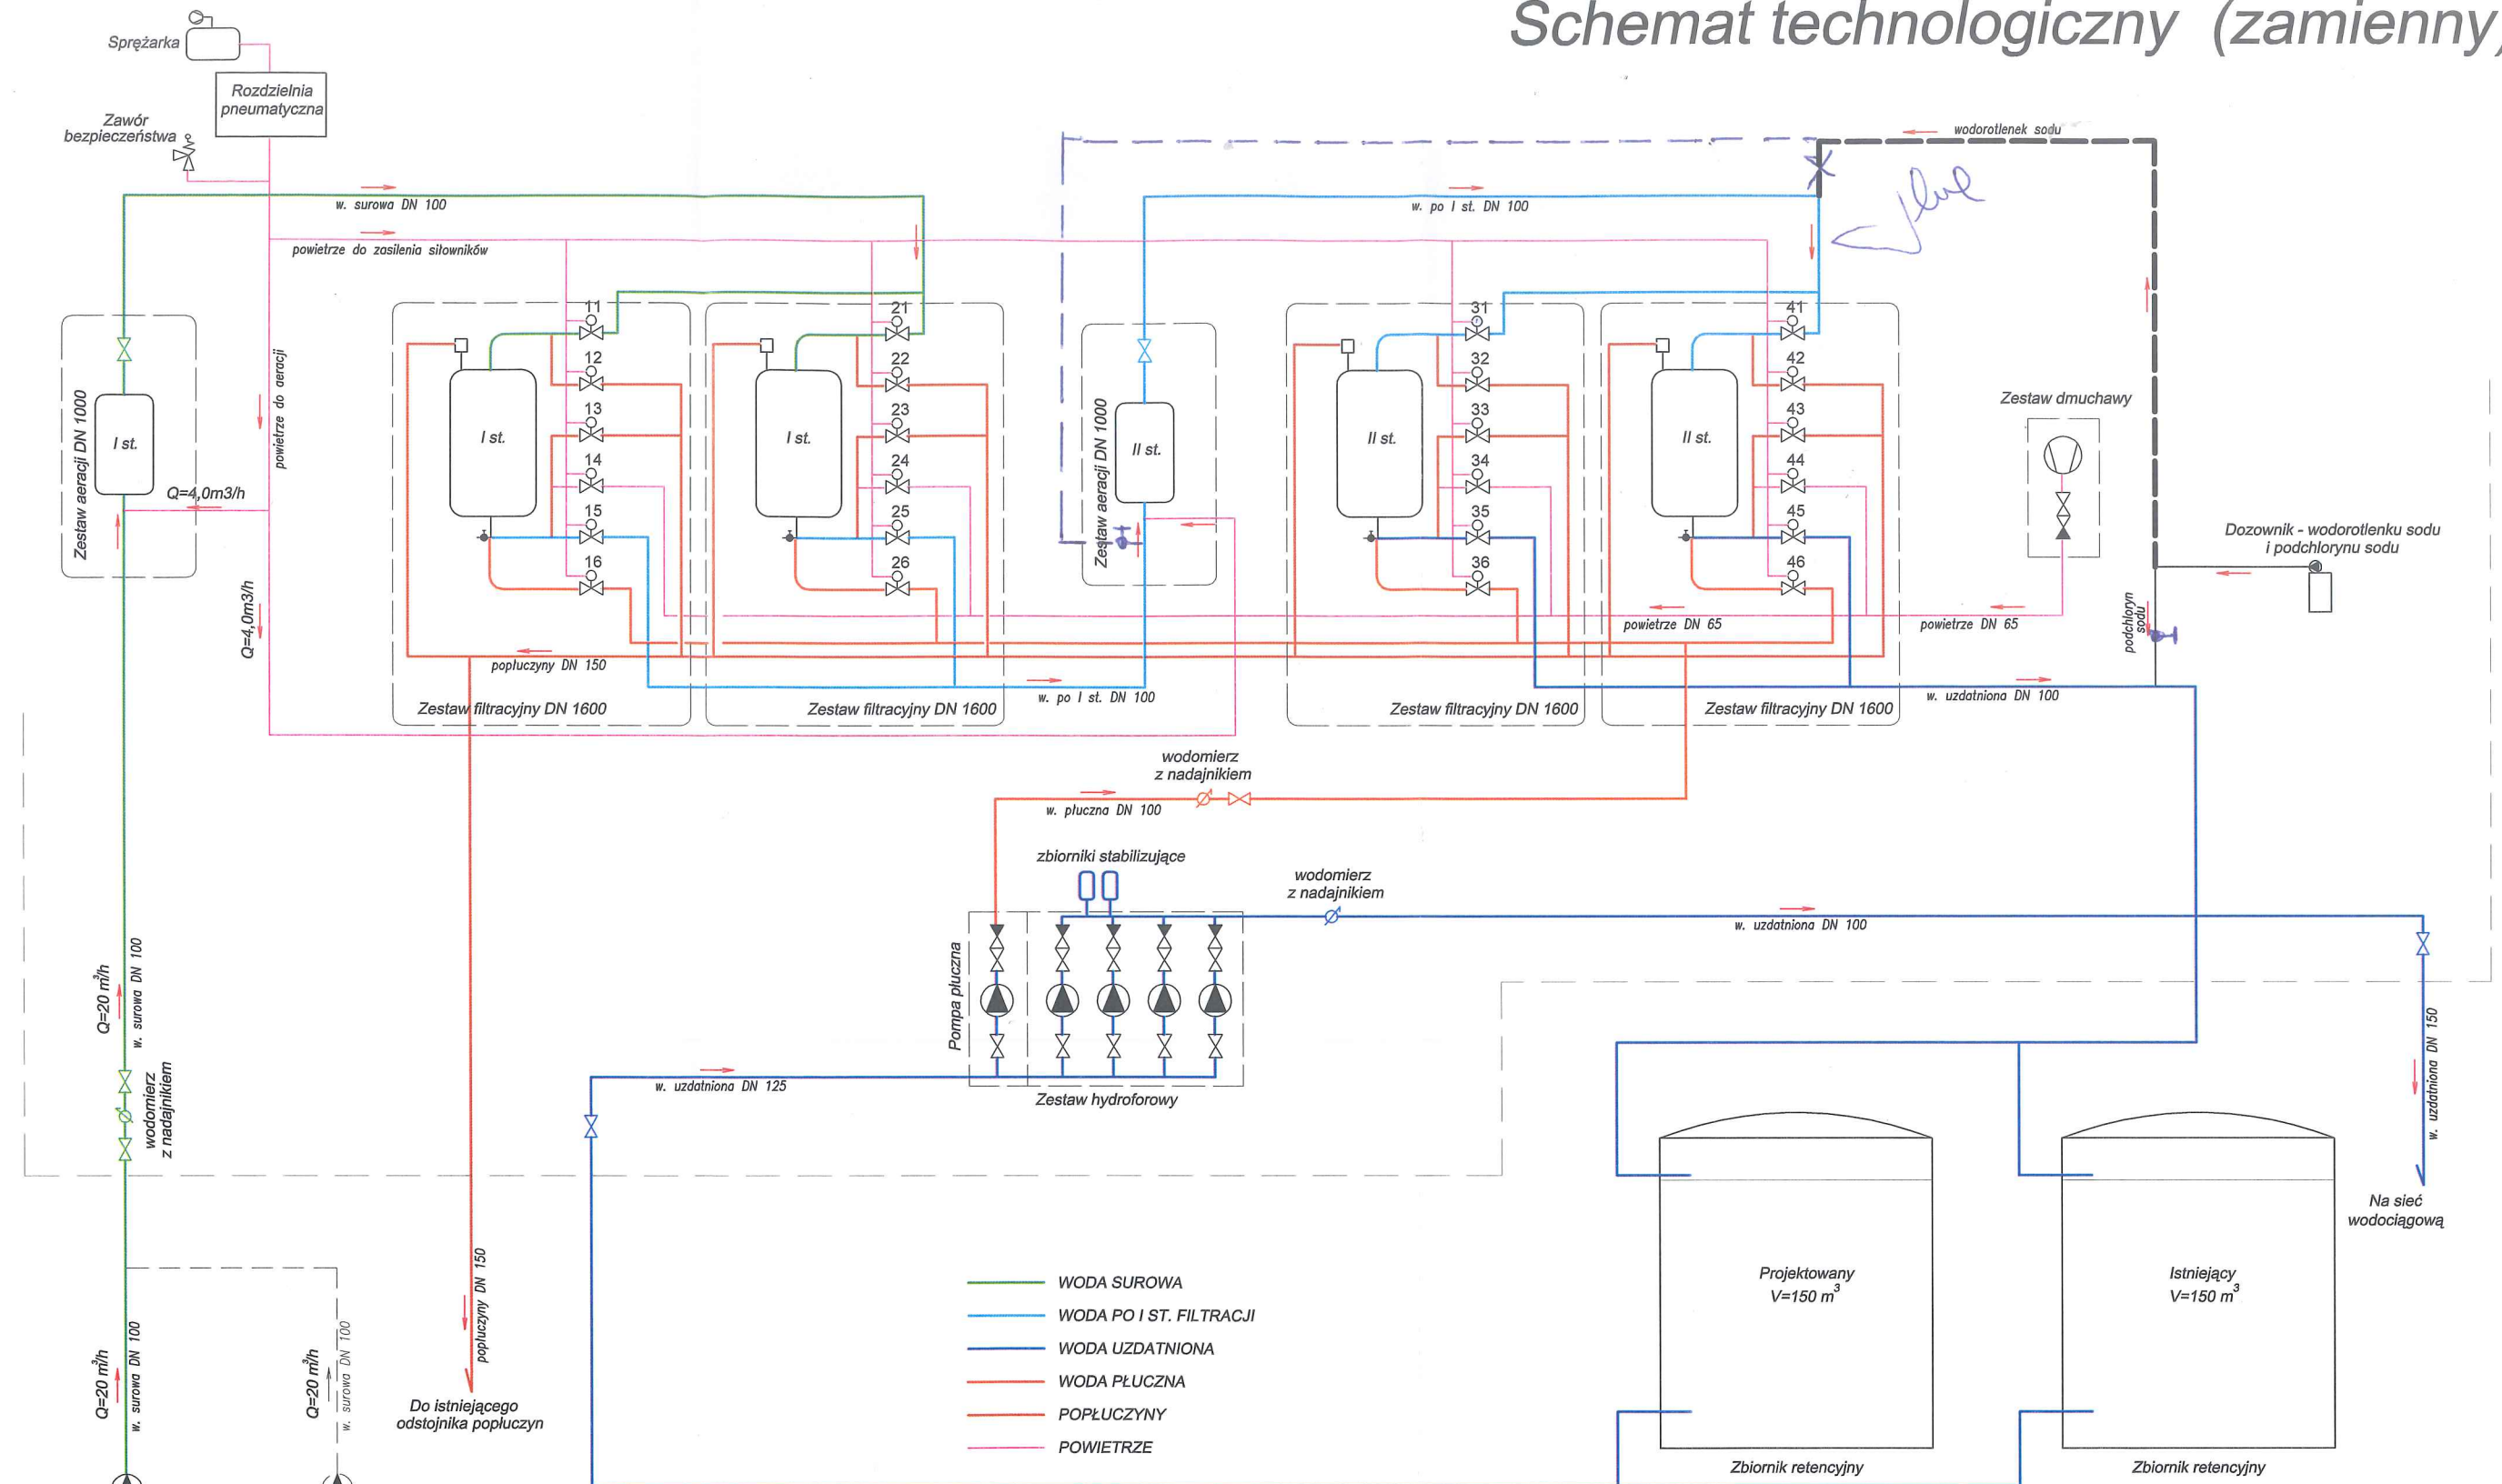 Schemat technologiczny (zamienny)
Sprężarka
Rozdzielnia
pneumatyczna
Zawór
bezpieczeństwa
wodorotlenek sodu
w. surowa DN 100
w. po I st. DN 100
powietrze do zasilenia siłowników
powietrze do aeracji
Zestaw aeracji DN 1000
I st.
Q=4,0m3/h
Q=4,0m3/h
11
12
13
14
15
16
I st.
21
22
23
24
25
26
I st.
Zestaw aeracji DN 1000
II st.
31
32
33
34
35
36
II st.
41
42
43
44
45
46
II st.
Zestaw dmuchawy
Dozownik - wodorotlenku sodu
i podchlorynu sodu
podchloryn
sodu
powietrze DN 65
powietrze DN 65
popłuczyny DN 150
w. po I st. DN 100
w. uzdatniona DN 100
Zestaw filtracyjny DN 1600
Zestaw filtracyjny DN 1600
Zestaw filtracyjny DN 1600
Zestaw filtracyjny DN 1600
wodomierz
z nadajnikiem
w. płuczna DN 100
zbiorniki stabilizujące
wodomierz
z nadajnikiem
w. uzdatniona DN 100
Pompa płuczna
Q=20 m³/h
w. surowa DN 100
wodomierz
z nadajnikiem
w. uzdatniona DN 125
Zestaw hydroforowy
w. uzdatniona DN 150
Na sieć
wodociągową
popłuczyny DN 150
Do istniejącego
odstojnika popłuczyn
Q=20 m³/h
w. surowa DN 100
Q=20 m³/h
w. surowa DN 100
WODA SUROWA
WODA PO I ST. FILTRACJI
WODA UZDATNIONA
WODA PŁUCZNA
POPŁUCZYNY
POWIETRZE
Projektowany
V=150 m³
Istniejący
V=150 m³
Zbiornik retencyjny
Zbiornik retencyjny